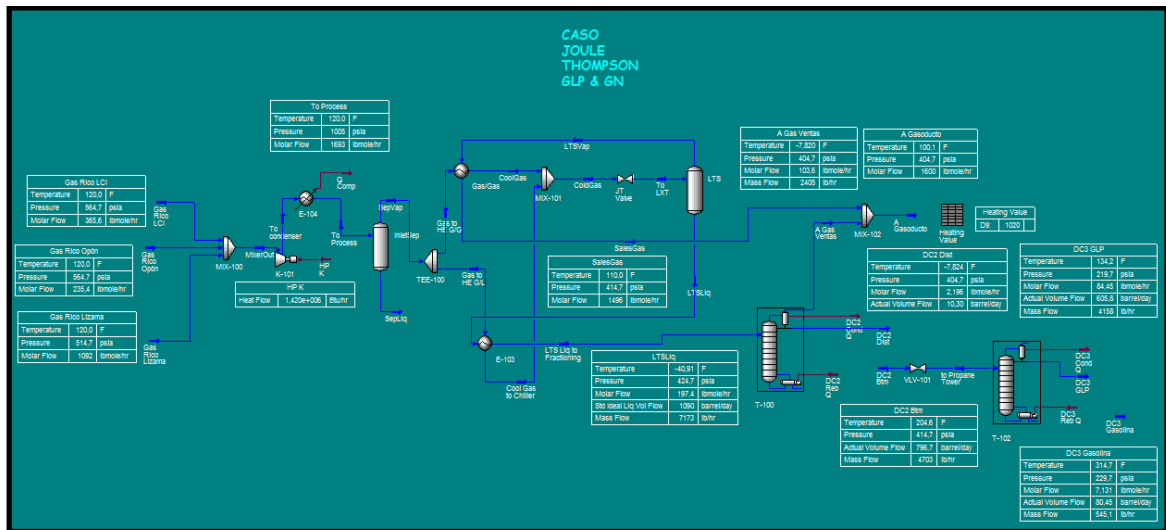 CASO
JOULE
THOMPSON
GLP & GN
To Process
Temperature 120,0 F
Pressure 1005 psia
Molar Flow 1693 lbmole/hr
Gas Rico LCI
Temperature 120,0 F
Pressure 564,7 psia
Molar Flow 365,6 lbmole/hr
Gas
Rico
LCI
Gas Rico Opón
Temperature 120,0 F
Pressure 564,7 psia
Molar Flow 235,4 lbmole/hr
Gas
Rico
Opón
Gas Rico Lizama
Temperature 120,0 F
Pressure 514,7 psia
Molar Flow 1092 lbmole/hr
Gas
Rico
Lizama
MIX-100
MixerOut
To
condenser
K-101
HP
K
HP K
Heat Flow 1,420e+006 Btu/hr
E-104
Q
Comp
To
Process
SepVap
InletSep
SepLiq
TEE-100
Gas to
HE G/G
Gas to
HE G/L
Gas/Gas
CoolGas
MIX-101
ColdGas
JT
Valve
To
LXT
LTS
LTSVap
LTSLiq
SalesGas
SalesGas
Temperature 110,0 F
Pressure 414,7 psia
Molar Flow 1496 lbmole/hr
E-103
Cool Gas
to Chiller
LTS Liq to
Fractioning
LTSLiq
Temperature -40,91 F
Pressure 424,7 psia
Molar Flow 197,4 lbmole/hr
Std Ideal Liq Vol Flow 1090 barrel/day
Mass Flow 7173 lb/hr
A Gas Ventas
Temperature -7,820 F
Pressure 404,7 psia
Molar Flow 103,6 lbmole/hr
Mass Flow 2405 lb/hr
A Gasoducto
Temperature 100,1 F
Pressure 404,7 psia
Molar Flow 1600 lbmole/hr
A Gas
Ventas
MIX-102
A
Gasoducto
Heating
Value
Heating Value
D9: 1020
DC2 Dist
Temperature -7,824 F
Pressure 404,7 psia
Molar Flow 2,196 lbmole/hr
Actual Volume Flow 10,30 barrel/day
DC3 GLP
Temperature 134,2 F
Pressure 219,7 psia
Molar Flow 84,45 lbmole/hr
Actual Volume Flow 605,8 barrel/day
Mass Flow 4158 lb/hr
DC2
Cond
Q
DC2
Dist
T-100
DC2
Reb
Q
DC2
Btm
VLV-101
to Propane
Tower
DC3
Cond
Q
DC3
GLP
DC3
Reb Q
T-102
DC3
Gasolina
DC2 Btm
Temperature 204,6 F
Pressure 414,7 psia
Actual Volume Flow 796,7 barrel/day
Mass Flow 4703 lb/hr
DC3 Gasolina
Temperature 314,7 F
Pressure 229,7 psia
Molar Flow 7,131 lbmole/hr
Actual Volume Flow 80,45 barrel/day
Mass Flow 545,1 lb/hr